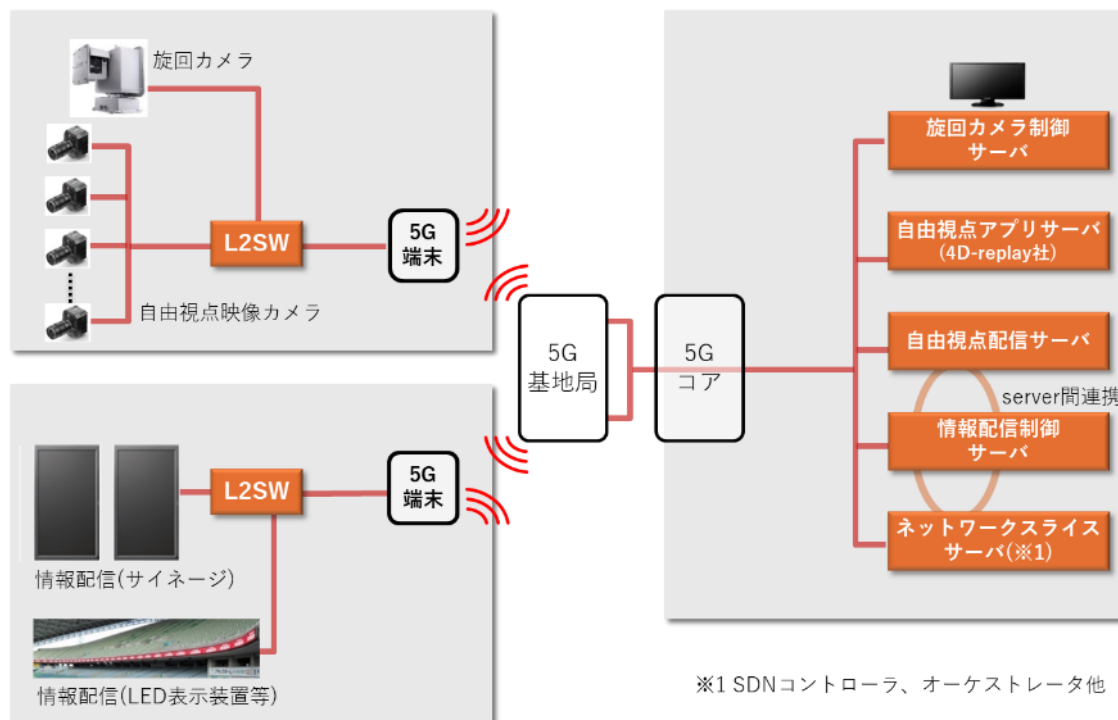 旋回カメラ
L2SW
5G
端末
自由視点映像カメラ
情報配信(サイネージ)
L2SW
5G
端末
情報配信(LED表示装置等)
5G
基地局
5G
コア
旋回カメラ制御
サーバ
自由視点アプリサーバ
(4D-replay社)
自由視点配信サーバ
server間連携
情報配信制御
サーバ
ネットワークスライス
サーバ(※1)
※1 SDNコントローラ、オーケストレータ他